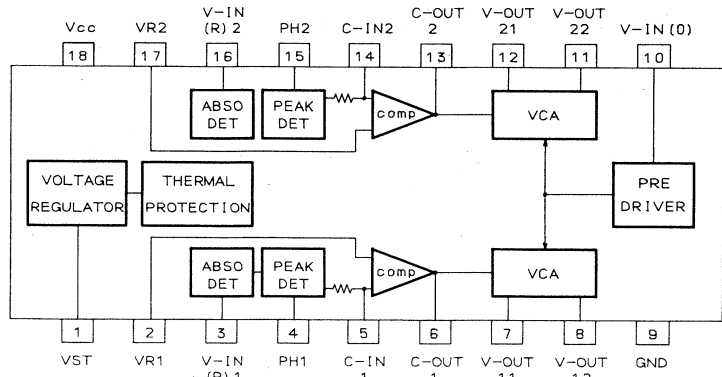 Vcc
VR2
V-IN
(R) 2
PH2
C-IN2
C-OUT
2
V-OUT
21
V-OUT
22
V-IN (0)
18
17
16
15
14
13
12
11
10
ABSO
DET
PEAK
DET
comp
VCA
VOLTAGE
REGULATOR
THERMAL
PROTECTION
PRE
DRIVER
ABSO
DET
PEAK
DET
comp
VCA
1
2
3
4
5
6
7
8
9
VST
VR1
V-IN
(R) 1
PH1
C-IN
1
C-OUT
1
V-OUT
11
V-OUT
12
GND